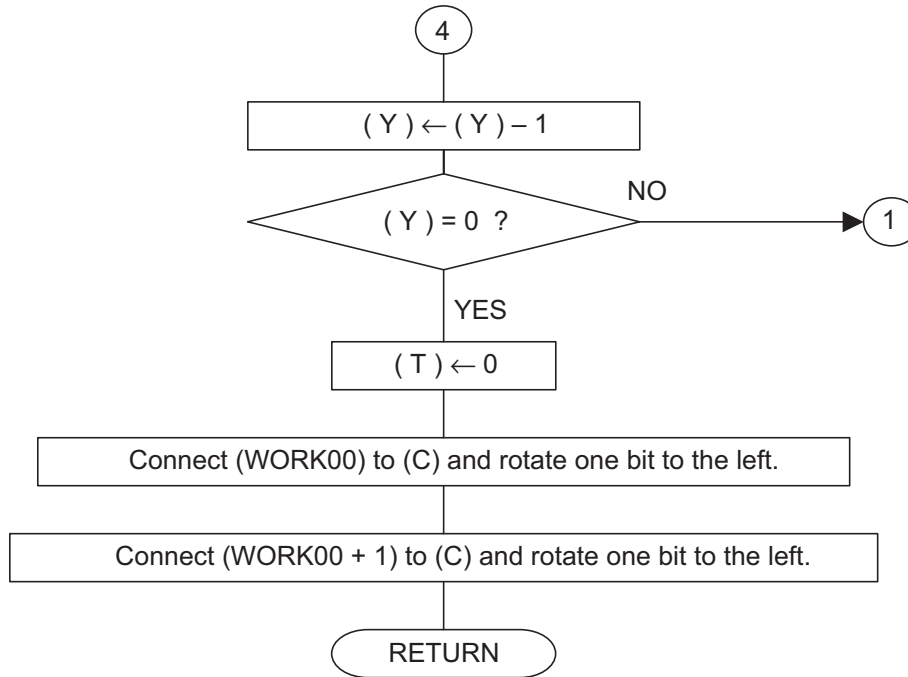 4
( Y ) ← ( Y ) – 1
NO
( Y ) = 0 ?
1
YES
( T ) ← 0
Connect (WORK00) to (C) and rotate one bit to the left.
Connect (WORK00 + 1) to (C) and rotate one bit to the left.
RETURN